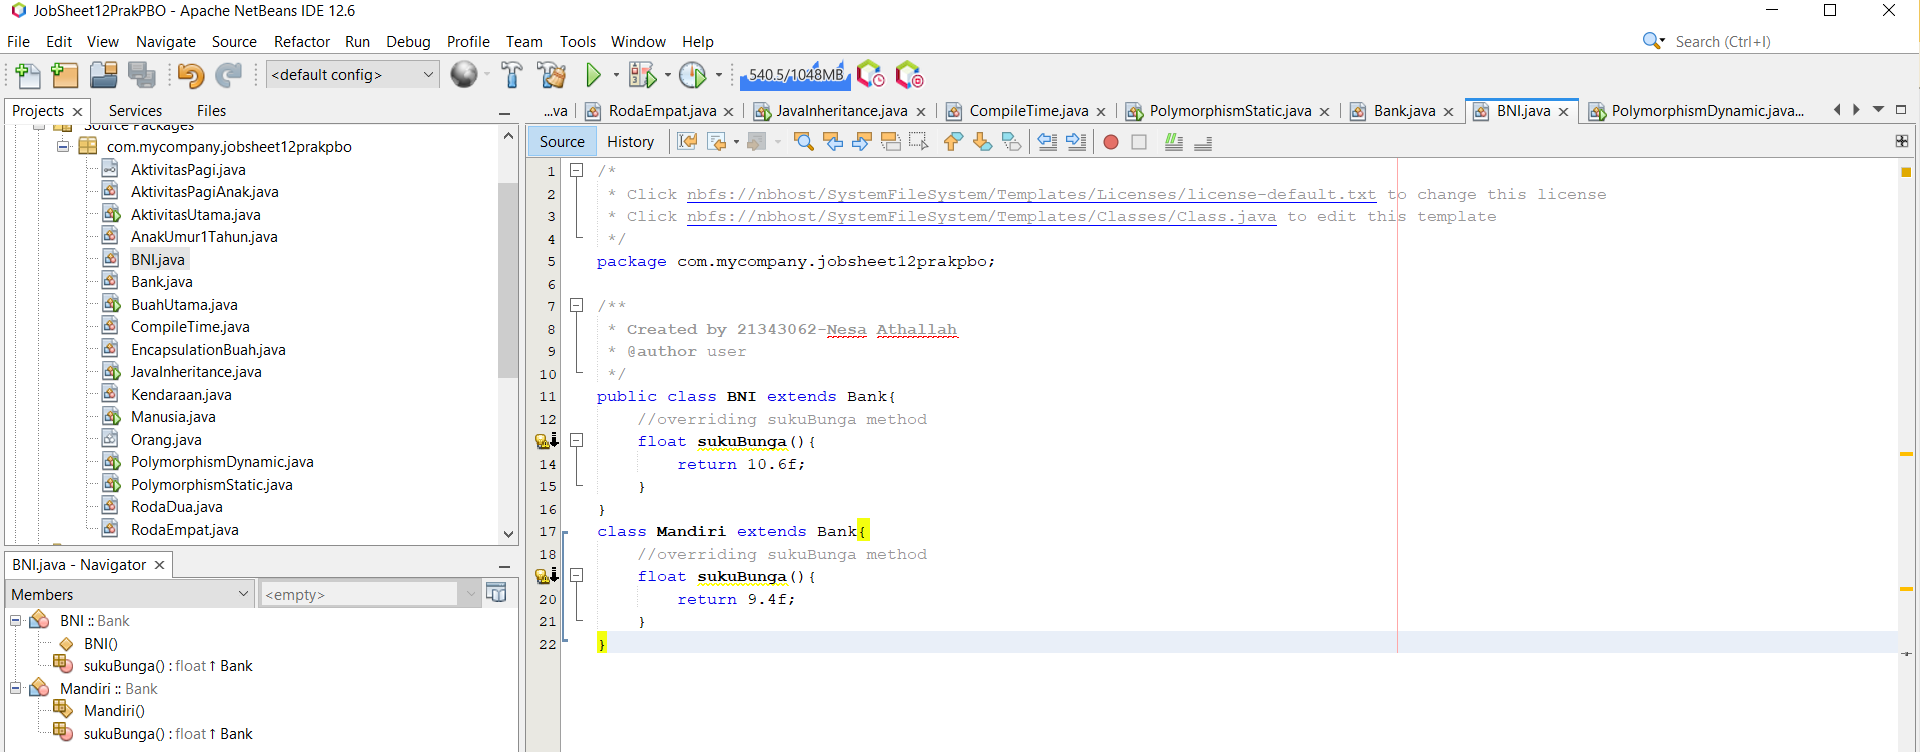 JobSheet12PrakPBO - Apache NetBeans IDE 12.6
File Edit View Navigate Source Refactor Run Debug Profile Team Tools Window Help
Search (Ctrl+I)
<default config>
540.5/1048MB
Projects Services Files
...va RodaEmpat.java JavaInheritance.java CompileTime.java PolymorphismStatic.java Bank.java BNI.java PolymorphismDynamic.java...
Source Packages
com.mycompany.jobsheet12prakpbo
AktivitasPagi.java
AktivitasPagiAnak.java
AktivitasUtama.java
AnakUmur1Tahun.java
BNI.java
Bank.java
BuahUtama.java
CompileTime.java
EncapsulationBuah.java
JavaInheritance.java
Kendaraan.java
Manusia.java
Orang.java
PolymorphismDynamic.java
PolymorphismStatic.java
RodaDua.java
RodaEmpat.java
BNI.java - Navigator
Members
<empty>
BNI :: Bank
BNI()
sukuBunga() : float ↑ Bank
Mandiri :: Bank
Mandiri()
sukuBunga() : float ↑ Bank
Source History
1 /*
2 * Click nbfs://nbhost/SystemFileSystem/Templates/Licenses/license-default.txt to change this license
3 * Click nbfs://nbhost/SystemFileSystem/Templates/Classes/Class.java to edit this template
4 */
5 package com.mycompany.jobsheet12prakpbo;
6
7 /**
8 * Created by 21343062-Nesa Athallah
9 * @author user
10 */
11 public class BNI extends Bank{
12 //overriding sukuBunga method
float sukuBunga(){
14 return 10.6f;
15 }
16 }
17 class Mandiri extends Bank{
18 //overriding sukuBunga method
float sukuBunga(){
20 return 9.4f;
21 }
22 }